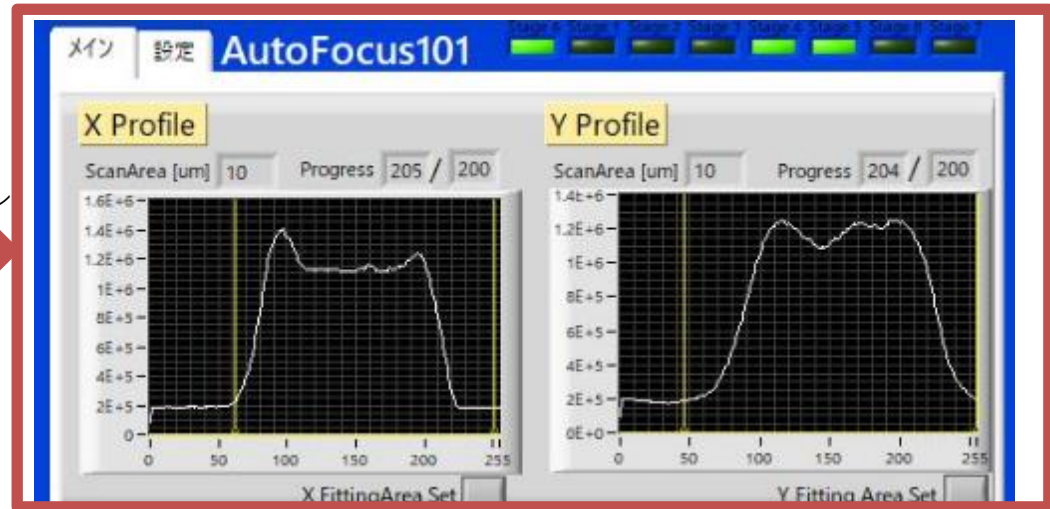 メイン 設定 AutoFocus101
X Profile
ScanArea [um] 10 Progress 205 / 200
1.6E+6
1.4E+6
1.2E+6
1E+6
8E+5
6E+5
4E+5
2E+5
0
0 50 100 150 200 255
X FittingArea Set
Y Profile
ScanArea [um] 10 Progress 204 / 200
1.4E+6
1.2E+6
1E+6
8E+5
6E+5
4E+5
2E+5
0E+0
0 50 100 150 200 255
Y Fitting Area Set